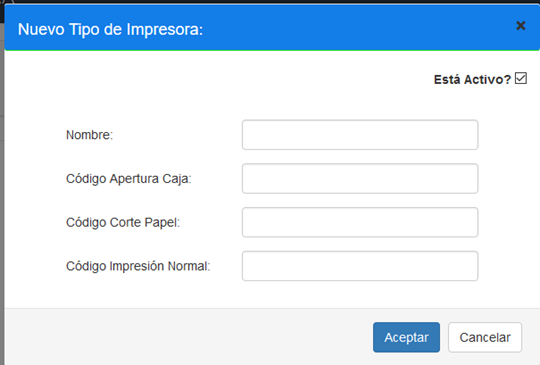 Nuevo Tipo de Impresora:
Está Activo?
Nombre:
Código Apertura Caja:
Código Corte Papel:
Código Impresión Normal:
Aceptar Cancelar